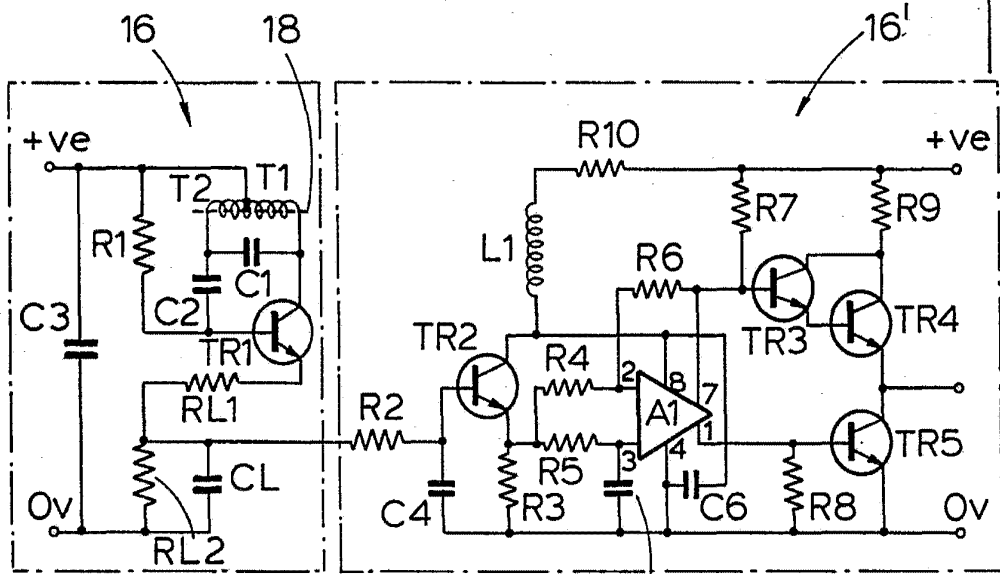 16
18
16'
+ve
T2
T1
R1
C1
C2
C3
TR1
RL1
CL
0v
RL2
R10
+ve
R7
R9
L1
R6
TR3
TR4
TR2
R4
2
8
7
A1
1
R2
R5
3
4
TR5
C4
R3
C6
R8
0v